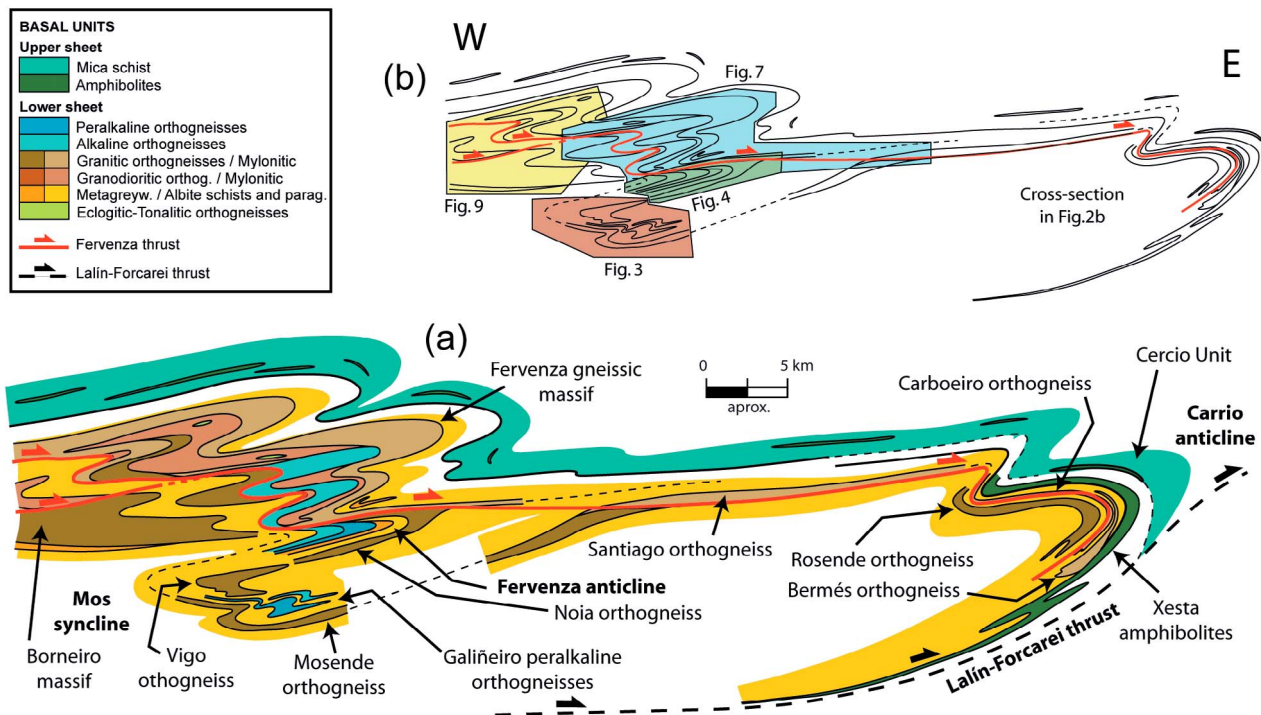 BASAL UNITS
Upper sheet
Mica schist
Amphibolites
Lower sheet
Peralkaline orthogneisses
Alkaline orthogneisses
Granitic orthogneisses / Mylonitic
Granodioritic orthog. / Mylonitic
Metagreyw. / Albite schists and parag.
Eclogitic-Tonalitic orthogneisses
Fervenza thrust
Lalín-Forcarei thrust
W
(b)
Fig. 7
E
Fig. 9
Fig. 4
Fig. 3
Cross-section
in Fig.2b
(a)
0 5 km
aprox.
Fervenza gneissic
massif
Cercio Unit
Carboeiro orthogneiss
Carrio
anticline
Santiago orthogneiss
Rosende orthogneiss
Bermés orthogneiss
Xesta
amphibolites
Lalín-Forcarei thrust
Fervenza anticline
Noia orthogneiss
Mos
syncline
Borneiro
massif
Vigo
othogneiss
Mosende
orthogneiss
Galiñeiro peralkaline
orthogneisses